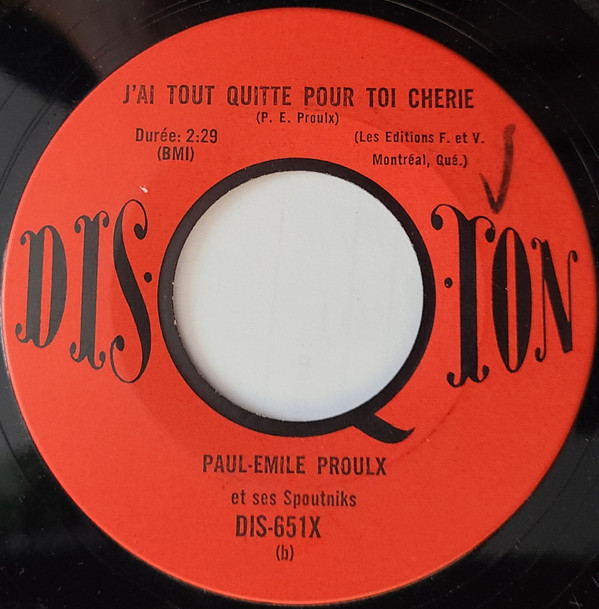 J'AI TOUT QUITTE POUR TOI CHERIE
(P. E. Proulx)
Durée: 2:29
(BMI)
(Les Editions F. et V.
Montréal, Qué.)
DIS·Q·ION
PAUL-EMILE PROULX
et ses Spoutniks
DIS-651X
(b)